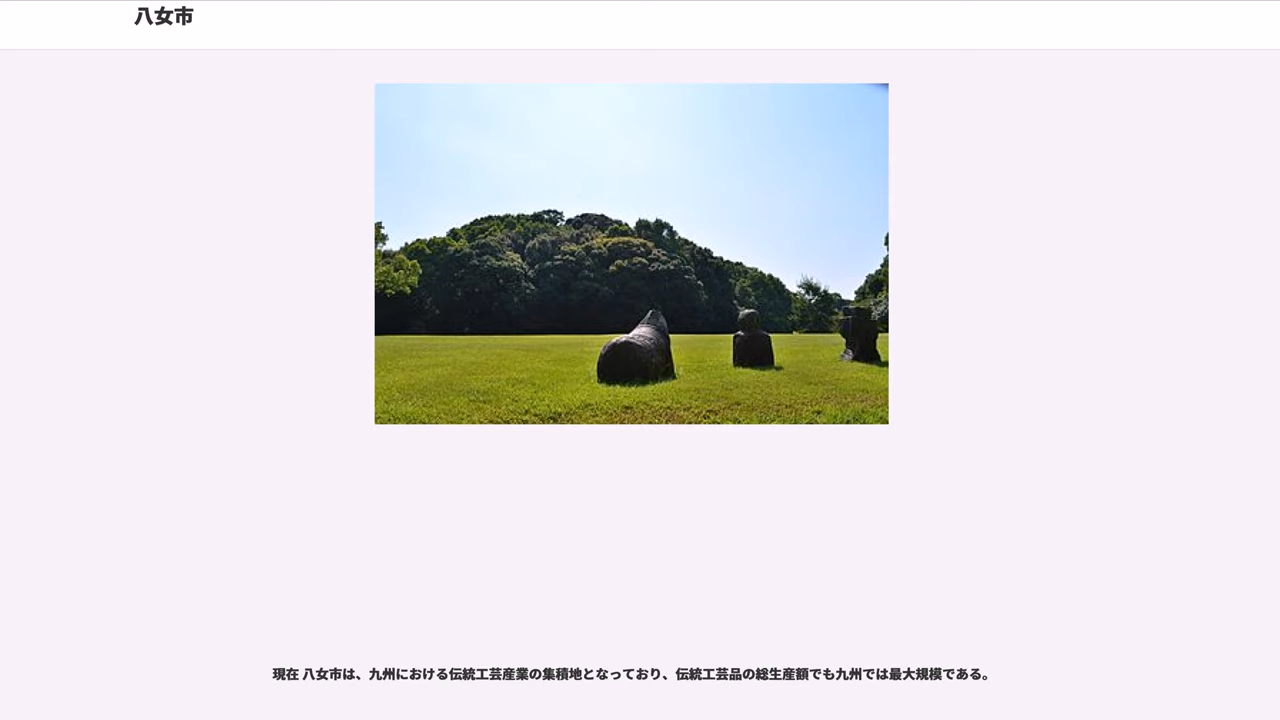 八女市
現在 八女市は、九州における伝統工芸産業の集積地となっており、伝統工芸品の総生産額でも九州では最大規模である。